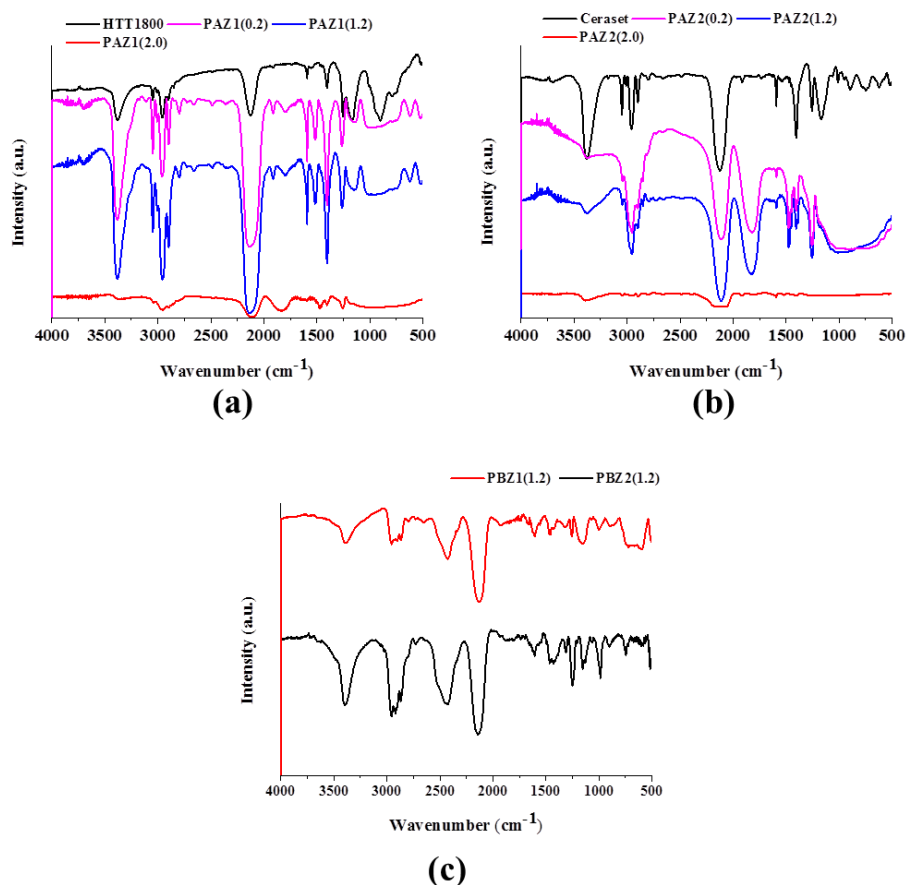 HTT1800 PAZ1(0.2) PAZ1(1.2)
PAZ1(2.0)
Intensity (a.u.)
4000 3500 3000 2500 2000 1500 1000 500
Wavenumber (cm⁻¹)
(a)
Ceraset PAZ2(0.2) PAZ2(1.2)
PAZ2(2.0)
Intensity (a.u.)
4000 3500 3000 2500 2000 1500 1000 500
Wavenumber (cm⁻¹)
(b)
PBZ1(1.2) PBZ2(1.2)
Intensity (a.u.)
4000 3500 3000 2500 2000 1500 1000 500
Wavenumber (cm⁻¹)
(c)